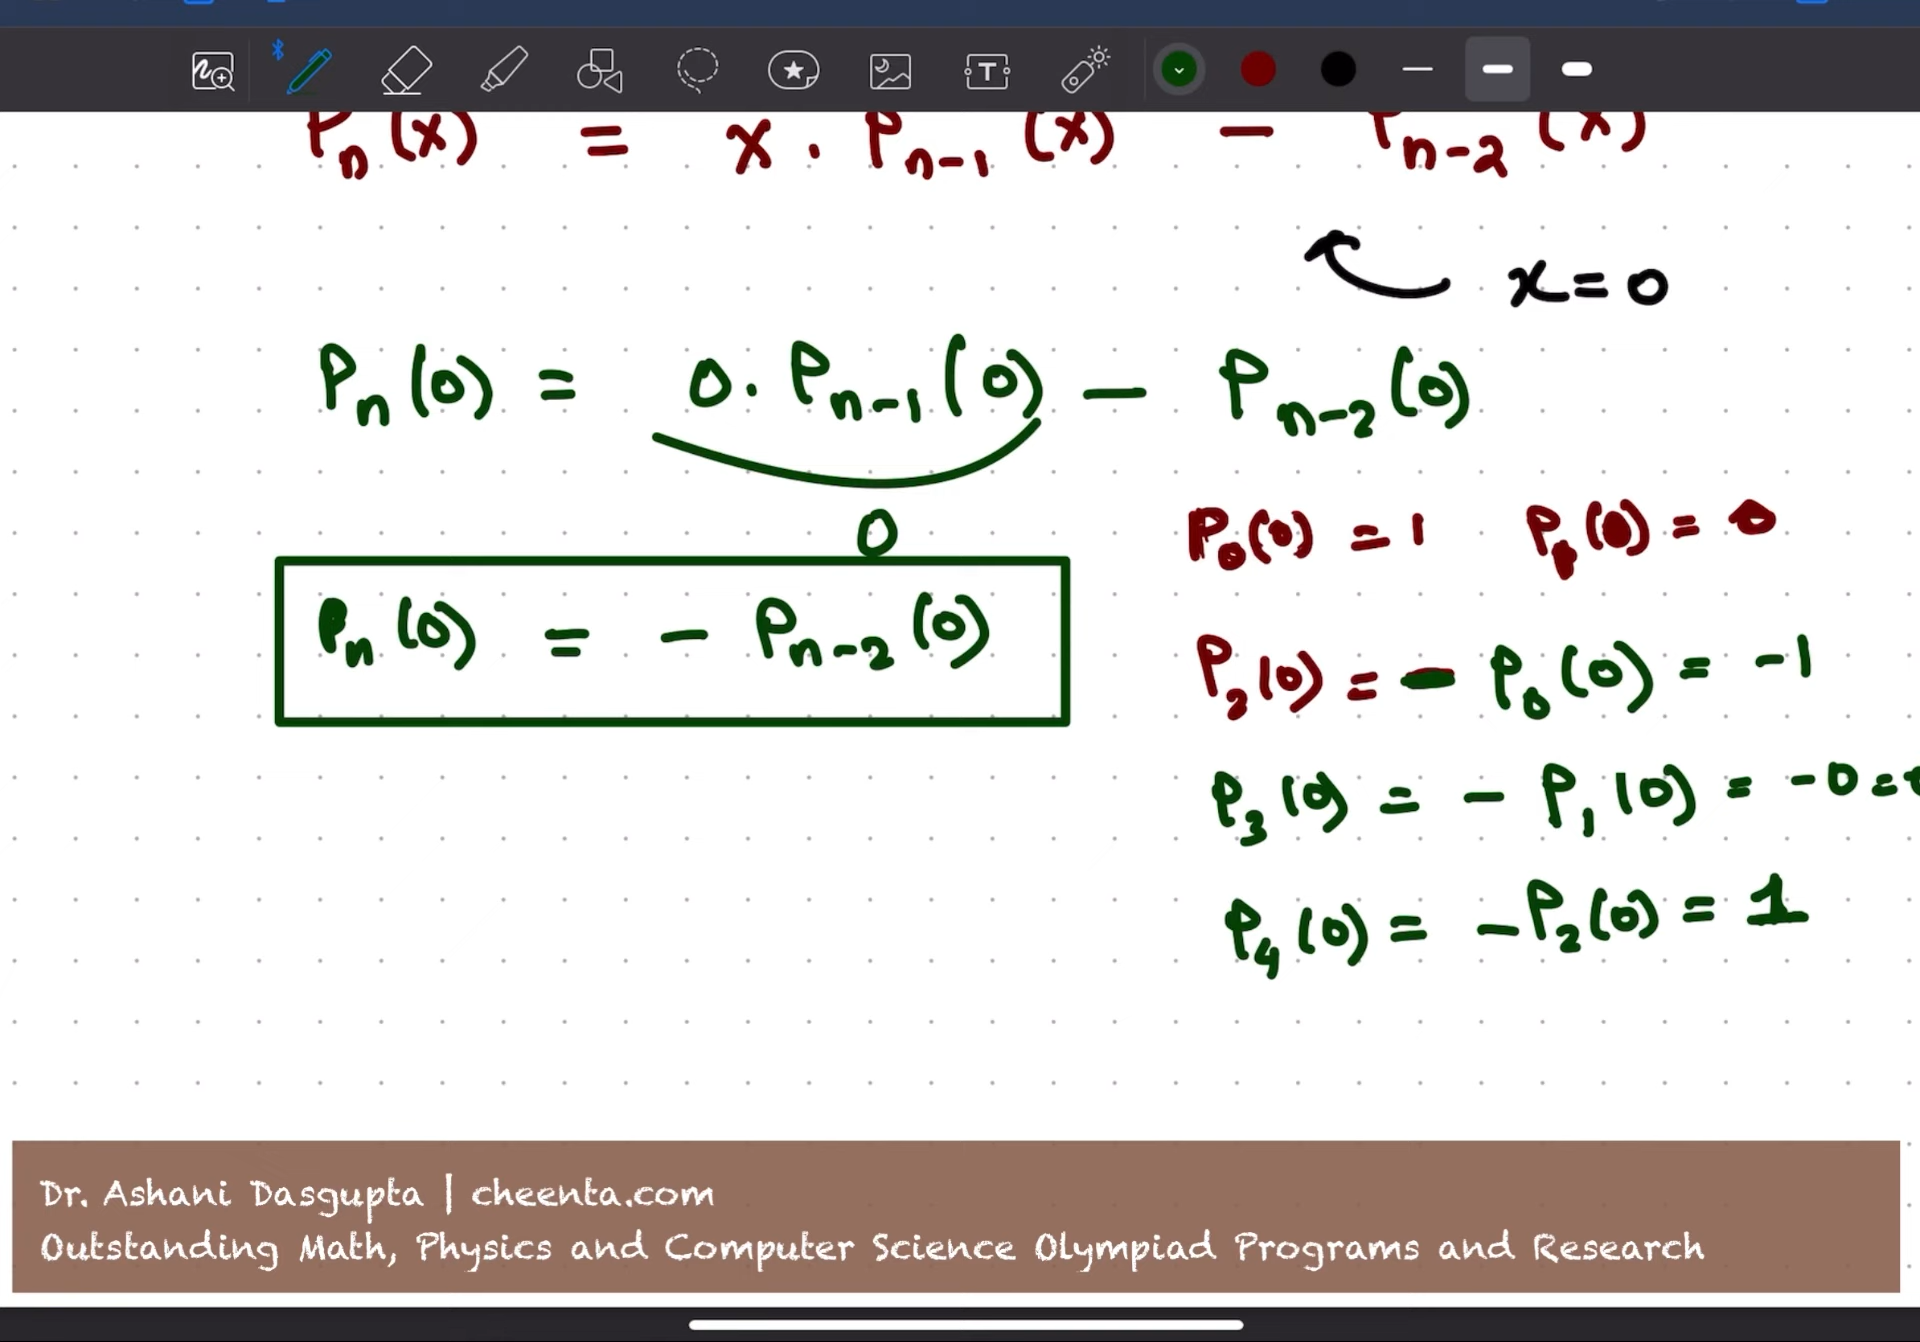 Pₙ(x) = x . Pₙ₋₁(x) - Pₙ₋₂(x)
x=0
Pₙ(0) = 0. Pₙ₋₁(0) - Pₙ₋₂(0)
0
P₀(0) = 1 P₁(0) = 0
Pₙ(0) = - Pₙ₋₂(0)
P₂(0) = - P₀(0) = -1
P₃(0) = - P₁(0) = -0=
P₄(0) = -P₂(0) = 1
Dr. Ashani Dasgupta | cheenta.com
Outstanding Math, Physics and Computer Science Olympiad Programs and Research